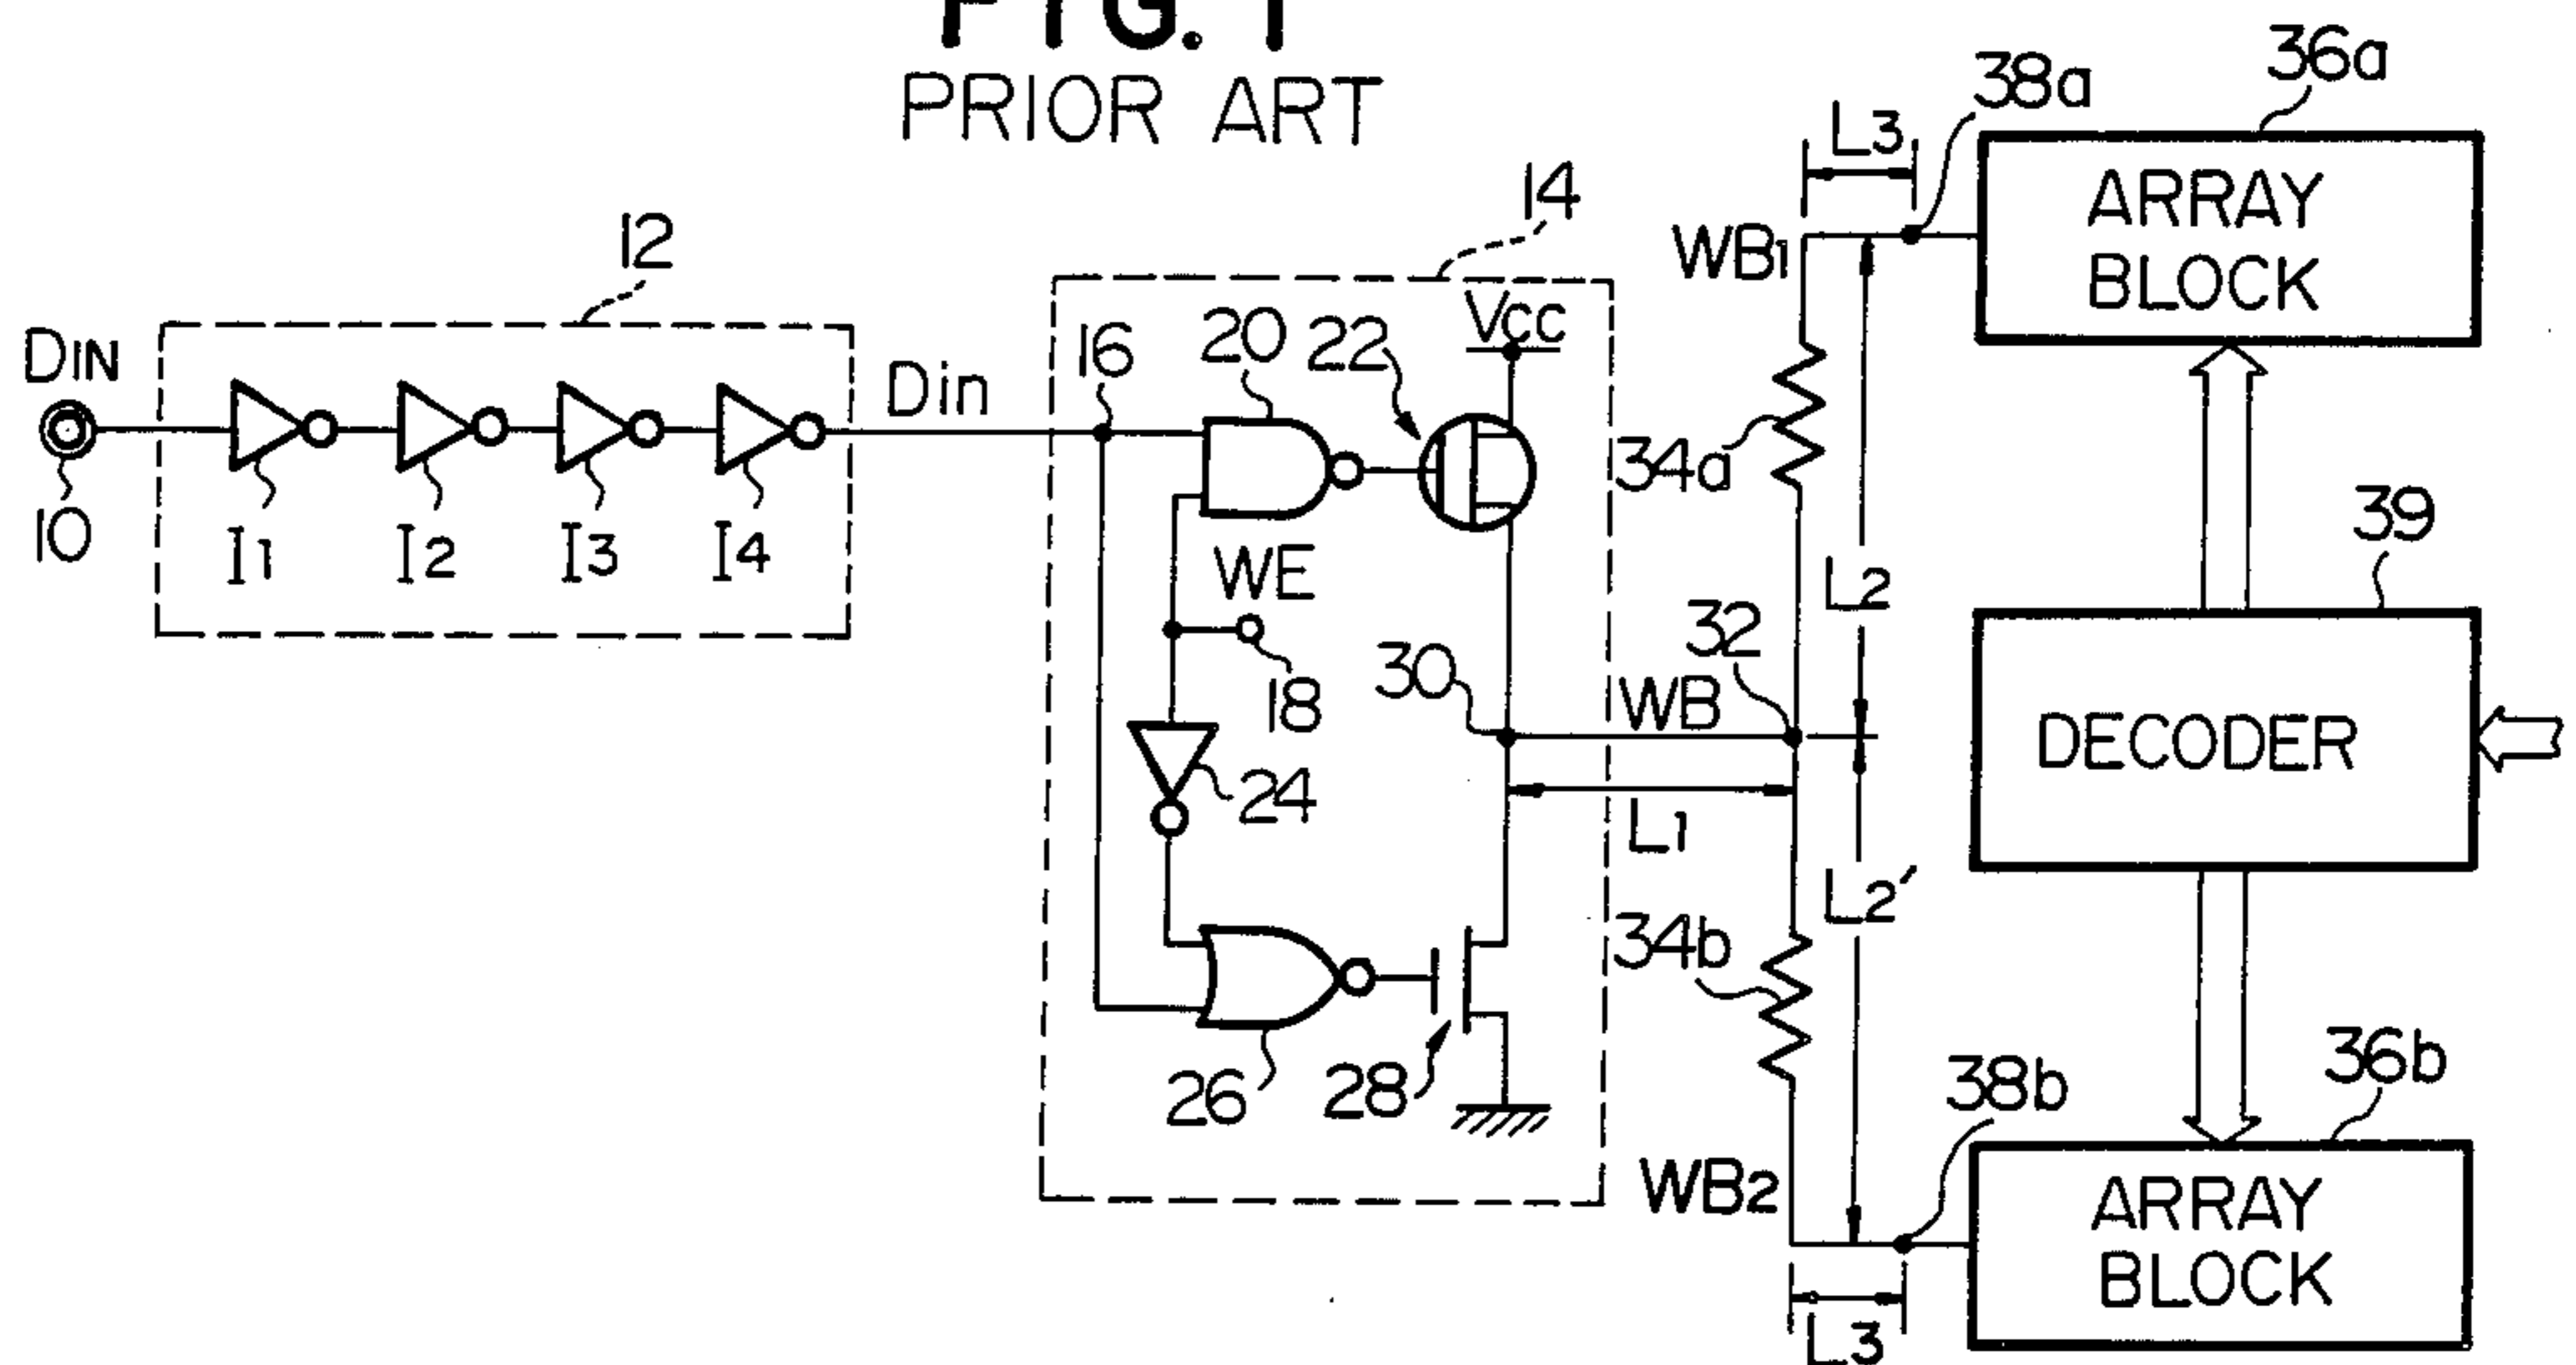 FIG. 1
PRIOR ART
36a
38a
L3
14
ARRAY
BLOCK
12
WB1
VCC
DIN
16
20
22
Din
34a
10
I1
I2
I3
I4
WE
L2
39
32
30
WB
18
DECODER
24
L1
L2'
34b
36b
38b
26
28
WB2
ARRAY
BLOCK
L3